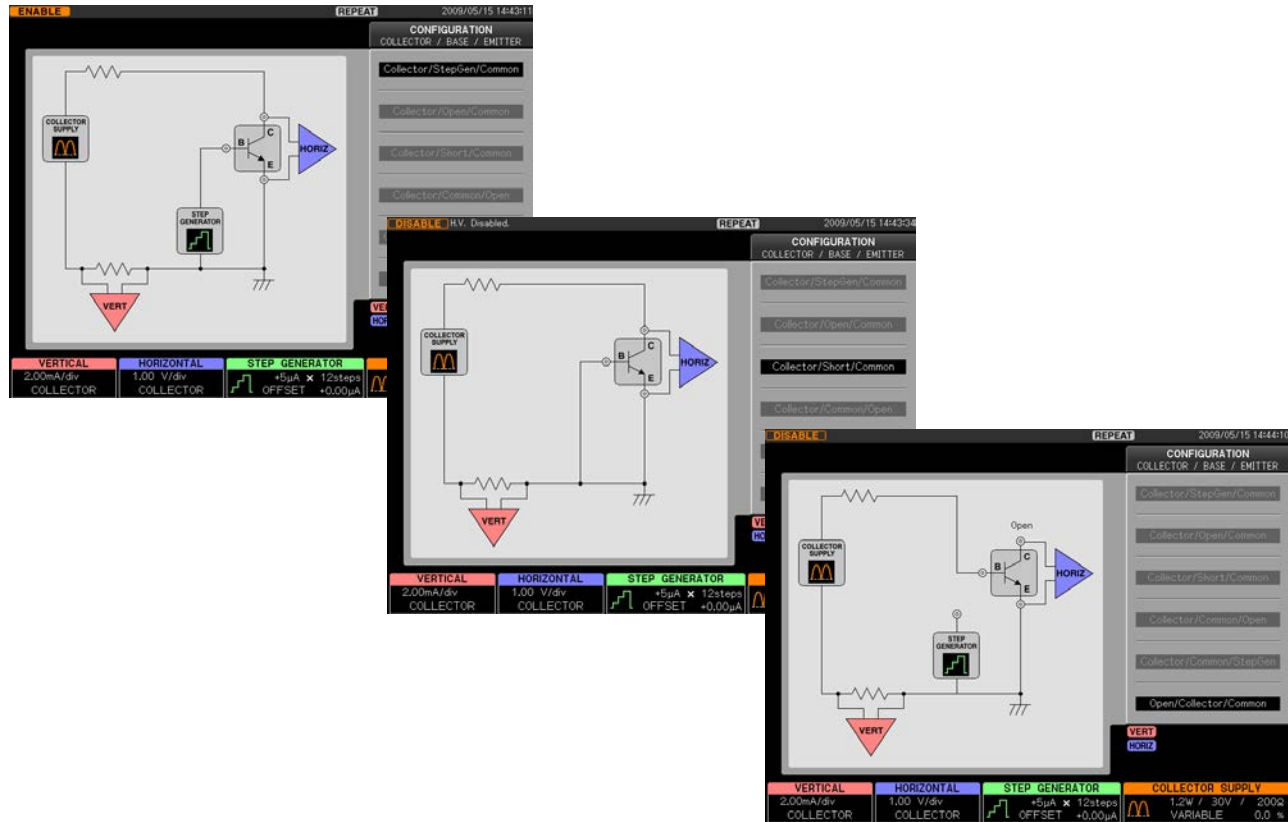 ENABLE REPEAT 2009/05/15 14:43:11
CONFIGURATION
COLLECTOR / BASE / EMITTER
Collector/StepGen/Common
Collector/Open/Common
Collector/Short/Common
Collector/Common/Open
COLLECTOR
SUPPLY
C
B
E
HORIZ
STEP
GENERATOR
VERT
VERTICAL
2.00mA/div
COLLECTOR
HORIZONTAL
1.00 V/div
COLLECTOR
STEP GENERATOR
+5µA × 12steps
OFFSET +0.00µA
DISABLE H.V. Disabled. REPEAT 2009/05/15 14:43:34
CONFIGURATION
COLLECTOR / BASE / EMITTER
Collector/StepGen/Common
Collector/Open/Common
Collector/Short/Common
Collector/Common/Open
COLLECTOR
SUPPLY
C
B
E
HORIZ
VERT
VERTICAL
2.00mA/div
COLLECTOR
HORIZONTAL
1.00 V/div
COLLECTOR
STEP GENERATOR
+5µA × 12steps
OFFSET +0.00µA
DISABLE REPEAT 2009/05/15 14:44:10
CONFIGURATION
COLLECTOR / BASE / EMITTER
Collector/StepGen/Common
Collector/Open/Common
Collector/Short/Common
Collector/Common/Open
Collector/Common/StepGen
Open/Collector/Common
Open
COLLECTOR
SUPPLY
C
B
E
HORIZ
STEP
GENERATOR
VERT
VERT
HORIZ
VERTICAL
2.00mA/div
COLLECTOR
HORIZONTAL
1.00 V/div
COLLECTOR
STEP GENERATOR
+5µA × 12steps
OFFSET +0.00µA
COLLECTOR SUPPLY
1.2W / 30V / 200Ω
VARIABLE 0.0 %